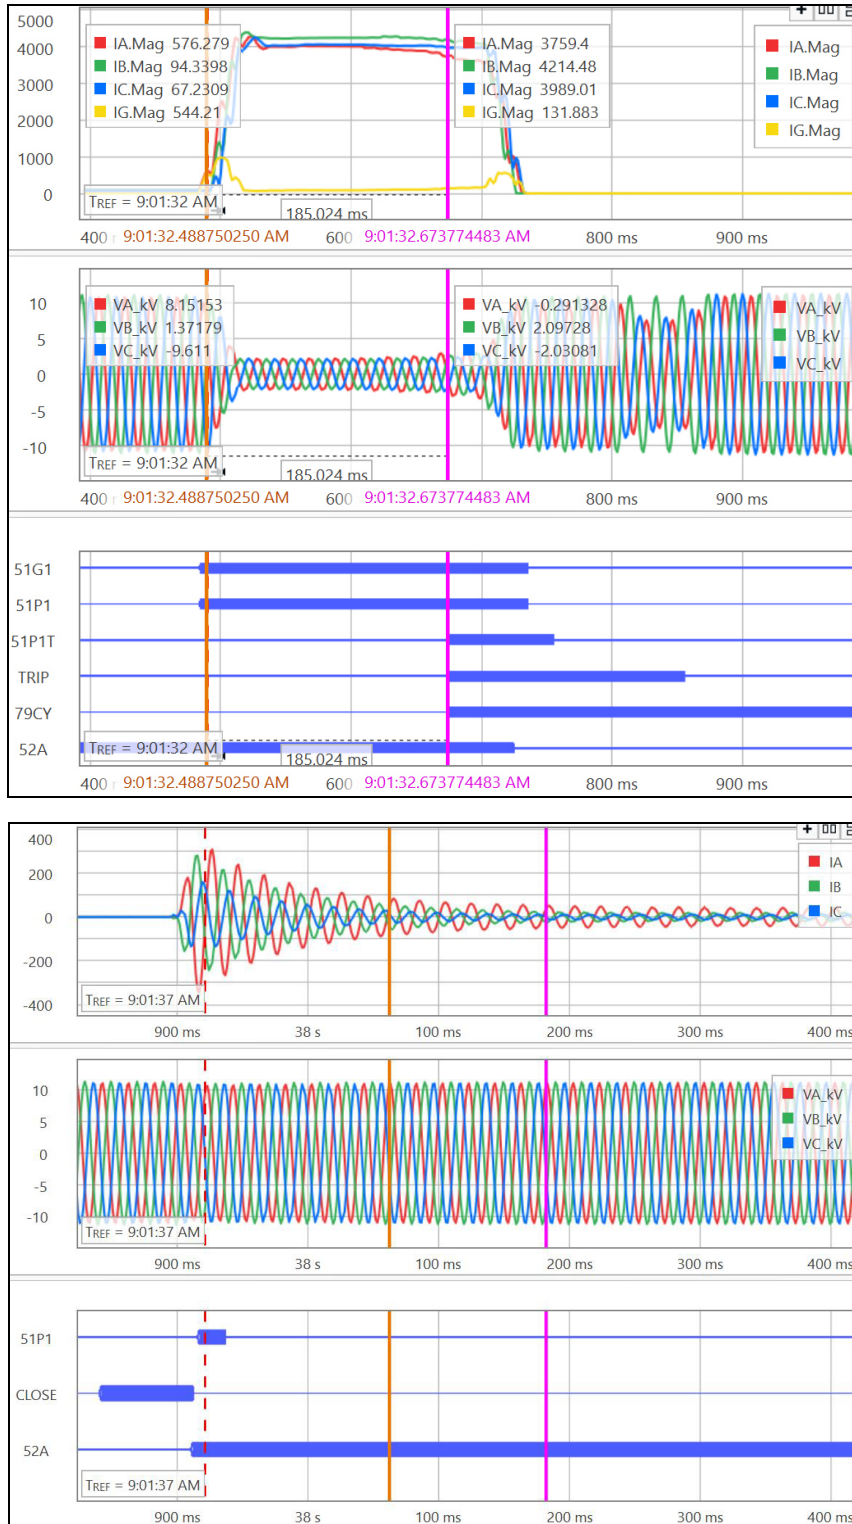 5000
4000
3000
2000
1000
0
IA.Mag 576.279
IB.Mag 94.3398
IC.Mag 67.2309
IG.Mag 544.21
IA.Mag 3759.4
IB.Mag 4214.48
IC.Mag 3989.01
IG.Mag 131.883
IA.Mag
IB.Mag
IC.Mag
IG.Mag
TREF = 9:01:32 AM
185.024 ms
400 9:01:32.488750250 AM 600 9:01:32.673774483 AM 800 ms 900 ms
10
5
0
-5
-10
VA_kV 8.15153
VB_kV 1.37179
VC_kV -9.611
VA_kV -0.291328
VB_kV 2.09728
VC_kV -2.03081
VA_kV
VB_kV
VC_kV
TREF = 9:01:32 AM
185.024 ms
400 9:01:32.488750250 AM 600 9:01:32.673774483 AM 800 ms 900 ms
51G1
51P1
51P1T
TRIP
79CY
52A
TREF = 9:01:32 AM
185.024 ms
400 9:01:32.488750250 AM 600 9:01:32.673774483 AM 800 ms 900 ms
400
200
0
-200
-400
IA
IB
IC
TREF = 9:01:37 AM
900 ms 38 s 100 ms 200 ms 300 ms 400 ms
10
5
0
-5
-10
VA_kV
VB_kV
VC_kV
TREF = 9:01:37 AM
900 ms 38 s 100 ms 200 ms 300 ms 400 ms
51P1
CLOSE
52A
TREF = 9:01:37 AM
900 ms 38 s 100 ms 200 ms 300 ms 400 ms